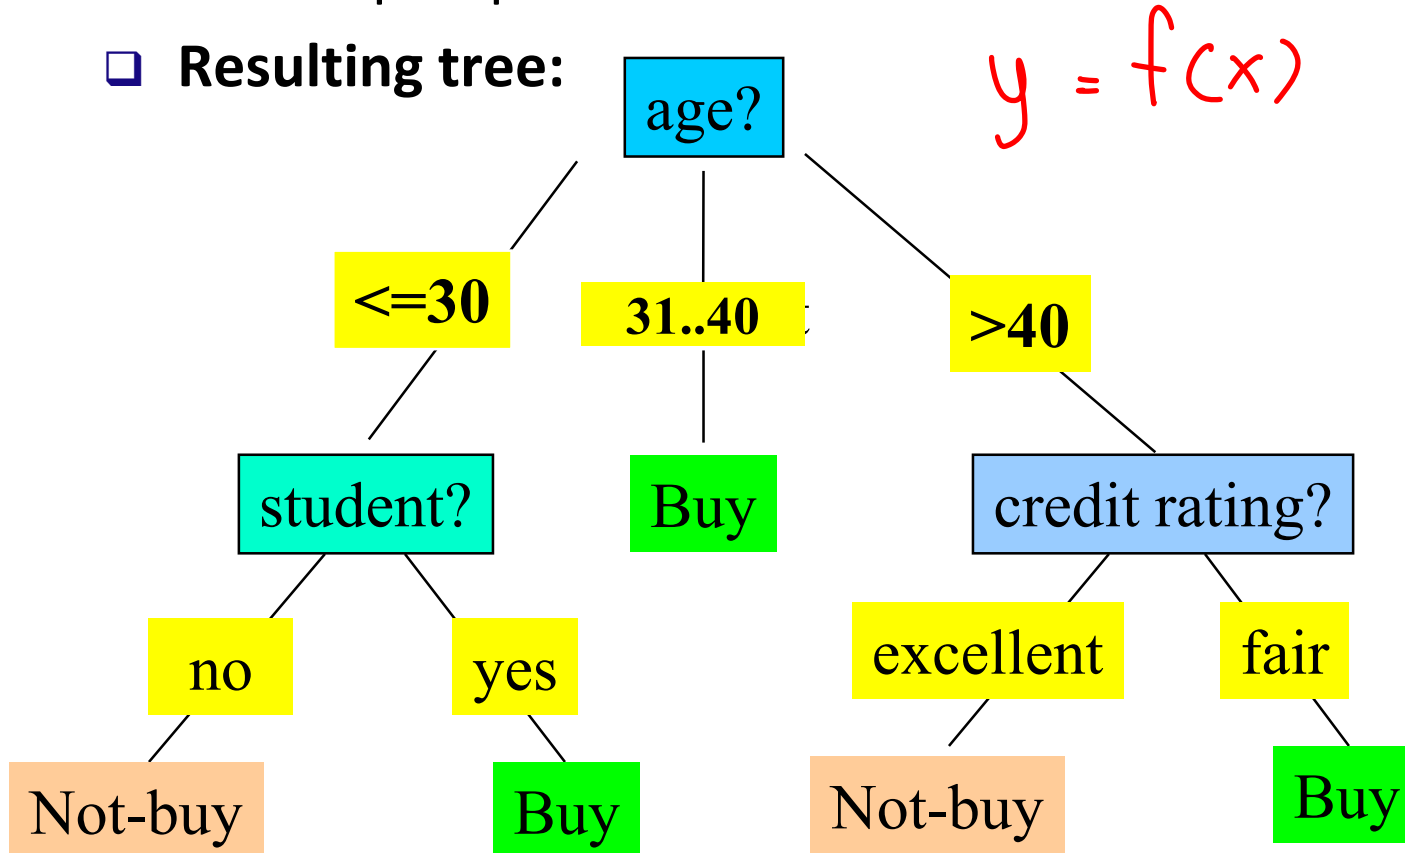 Resulting tree:
y = f(x)
age?
<=30
31..40
>40
student?
Buy
credit rating?
no
yes
excellent
fair
Not-buy
Buy
Not-buy
Buy